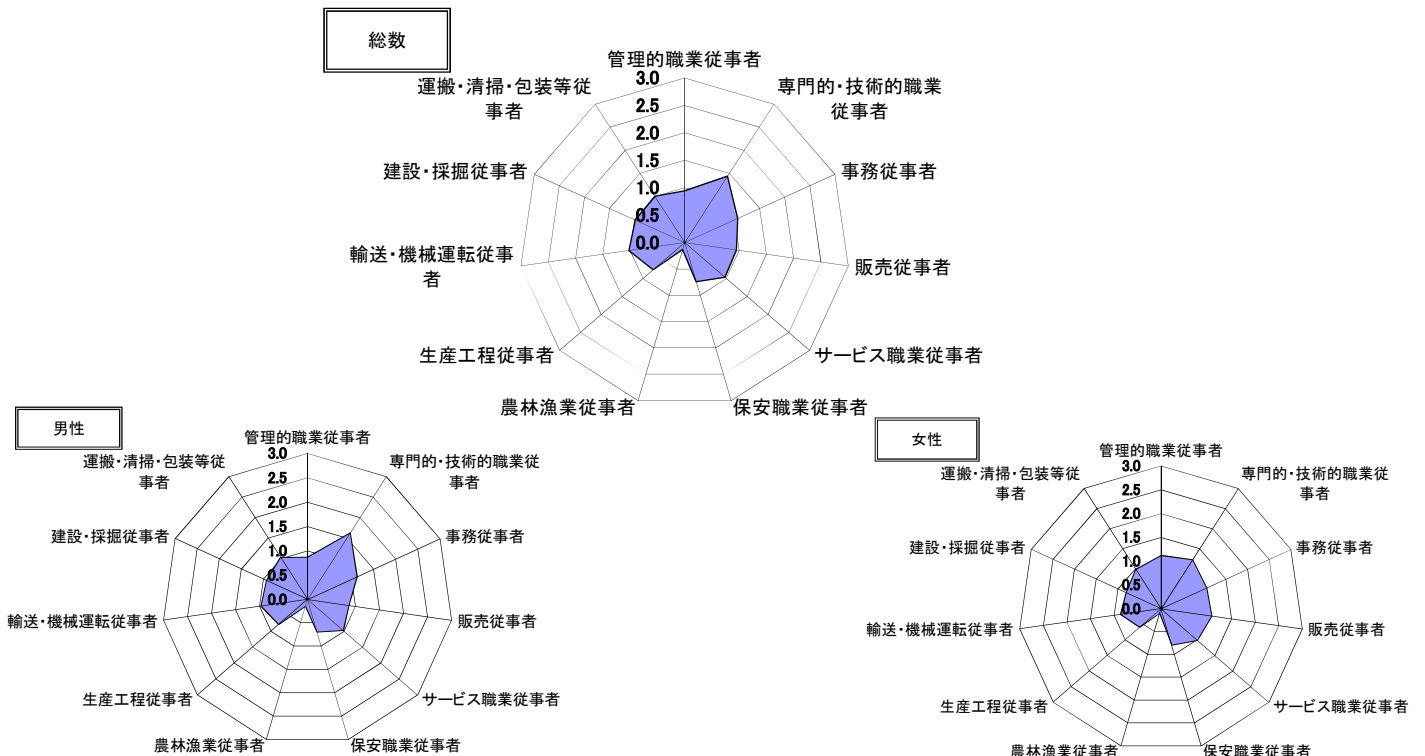 総数
管理的職業従事者
専門的・技術的職業
従事者
事務従事者
販売従事者
サービス職業従事者
保安職業従事者
農林漁業従事者
生産工程従事者
輸送・機械運転従事
者
建設・採掘従事者
運搬・清掃・包装等従
事者
3.0
2.5
2.0
1.5
1.0
0.5
0.0
男性
管理的職業従事者
専門的・技術的職業従
事者
事務従事者
販売従事者
サービス職業従事者
保安職業従事者
農林漁業従事者
生産工程従事者
輸送・機械運転従事者
建設・採掘従事者
運搬・清掃・包装等従
事者
3.0
2.5
2.0
1.5
1.0
0.5
0.0
女性
管理的職業従事者
専門的・技術的職業従
事者
事務従事者
販売従事者
サービス職業従事者
保安職業従事者
農林漁業従事者
生産工程従事者
輸送・機械運転従事者
建設・採掘従事者
運搬・清掃・包装等従
事者
3.0
2.5
2.0
1.5
1.0
0.5
0.0